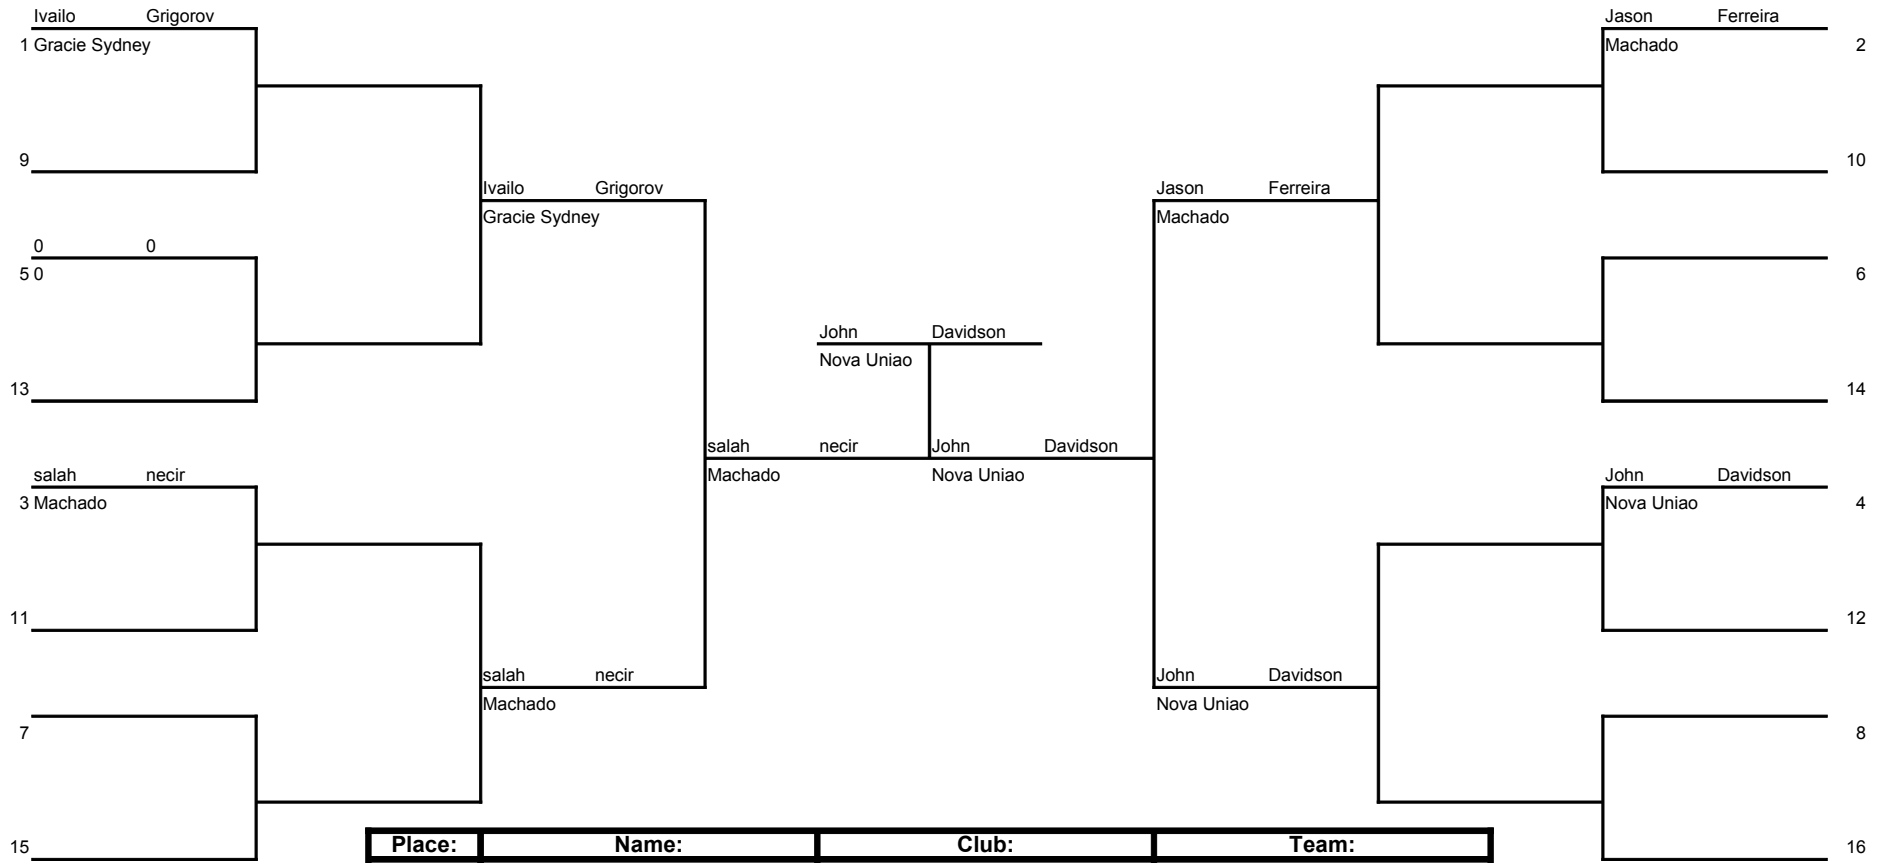 Ivailo Grigorov Jason Ferreira
1 Gracie Sydney Machado 2
9 10
Ivailo Grigorov Jason Ferreira
Gracie Sydney Machado
0 0
5 0 6
John Davidson
Nova Uniao
13 14
salah necir John Davidson
Machado Nova Uniao
salah necir John Davidson
3 Machado Nova Uniao 4
11 12
salah necir John Davidson
Machado Nova Uniao
7 8
15 Place: Name: Club: Team: 16